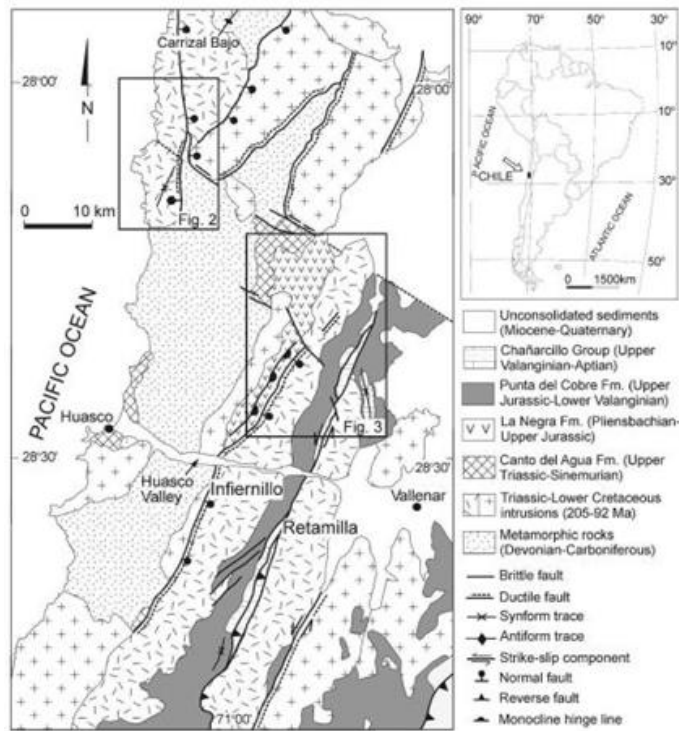 Carrizal Bajo
28°00'
28°00'
N
0 10 km
Fig. 2
PACIFIC OCEAN
Huasco
Huasco
Valley
Infiernillo
Fig. 3
28°30'
28°30'
Vallenar
Retamilla
71°00'
90° 70° 50° 30°
10° 10°
10° 10°
PACIFIC OCEAN
CHILE
30° 30°
ATLANTIC OCEAN
50° 50°
0 1500km
Unconsolidated sediments
(Miocene-Quaternary)
Chañarcillo Group (Upper
Valanginian-Aptian)
Punta del Cobre Fm. (Upper
Jurassic-Lower Valanginian)
La Negra Fm. (Pliensbachian-
Upper Jurassic)
Canto del Agua Fm. (Upper
Triassic-Sinemurian)
Triassic-Lower Cretaceous
intrusions (205-92 Ma)
Metamorphic rocks
(Devonian-Carboniferous)
Brittle fault
Ductile fault
Synform trace
Antiform trace
Strike-slip component
Normal fault
Reverse fault
Monocline hinge line